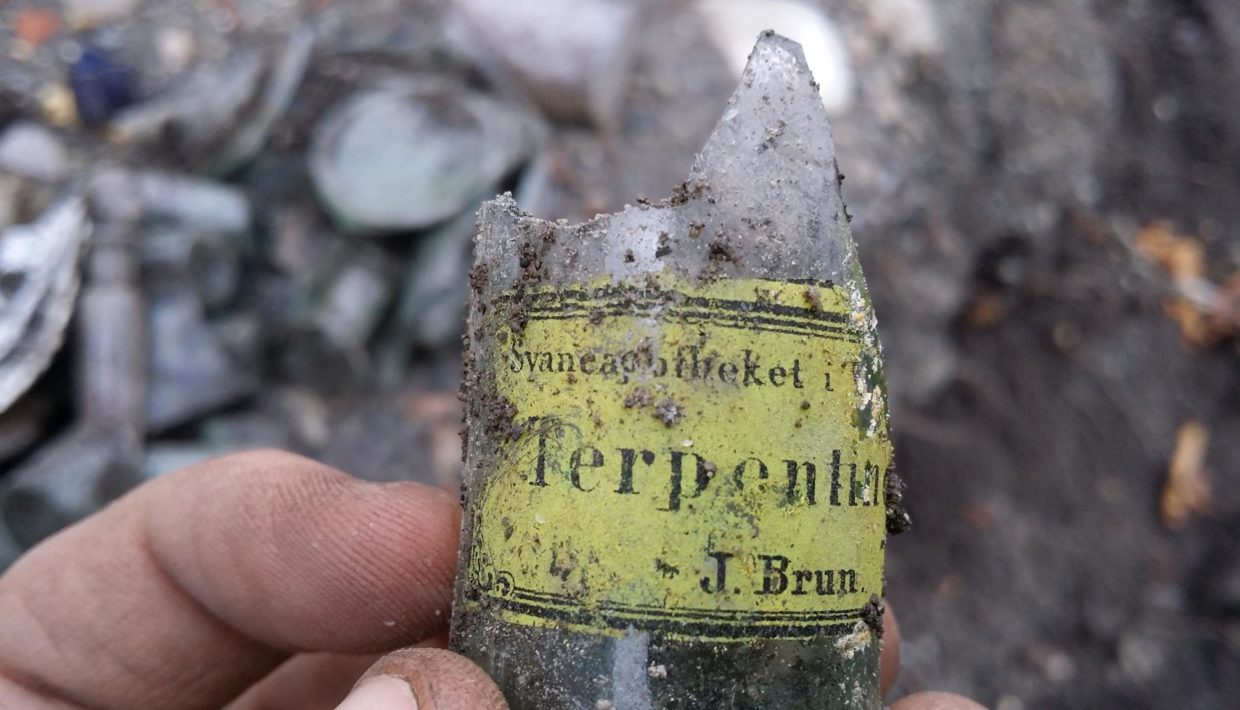 Svaneapotheket i
Terpentin
J. Brun